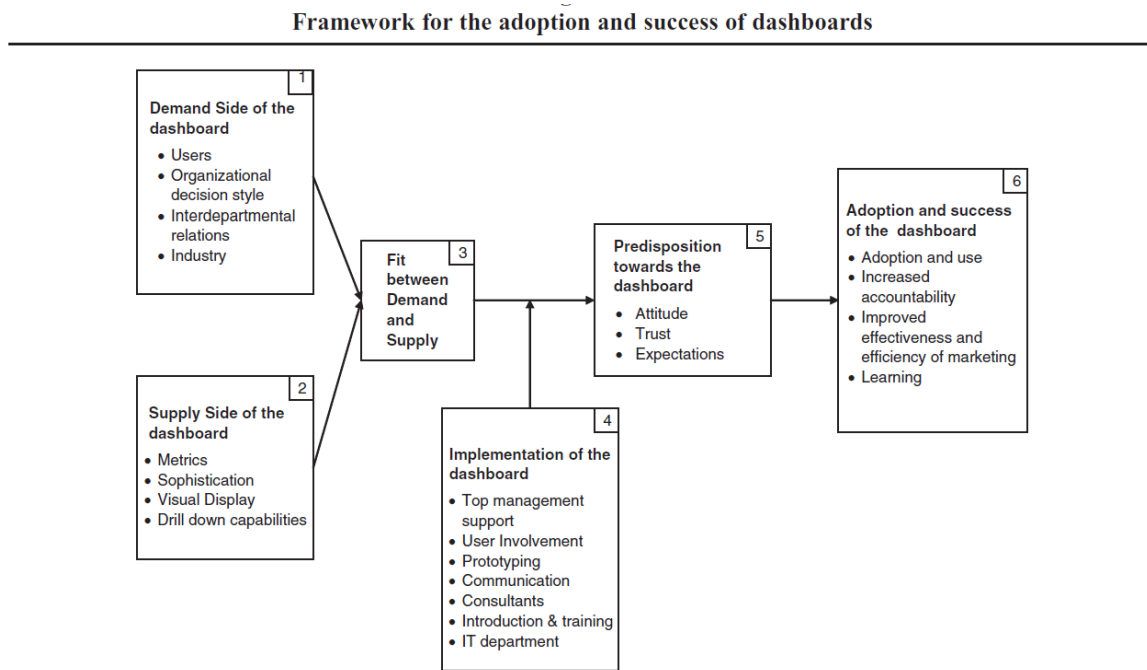 Framework for the adoption and success of dashboards
1
Demand Side of the
dashboard
• Users
• Organizational
decision style
• Interdepartmental
relations
• Industry
2
Supply Side of the
dashboard
• Metrics
• Sophistication
• Visual Display
• Drill down capabilities
3
Fit
between
Demand
and
Supply
4
Implementation of the
dashboard
• Top management
support
• User Involvement
• Prototyping
• Communication
• Consultants
• Introduction & training
• IT department
5
Predisposition
towards the
dashboard
• Attitude
• Trust
• Expectations
6
Adoption and success
of the dashboard
• Adoption and use
• Increased
accountability
• Improved
effectiveness and
efficiency of marketing
• Learning